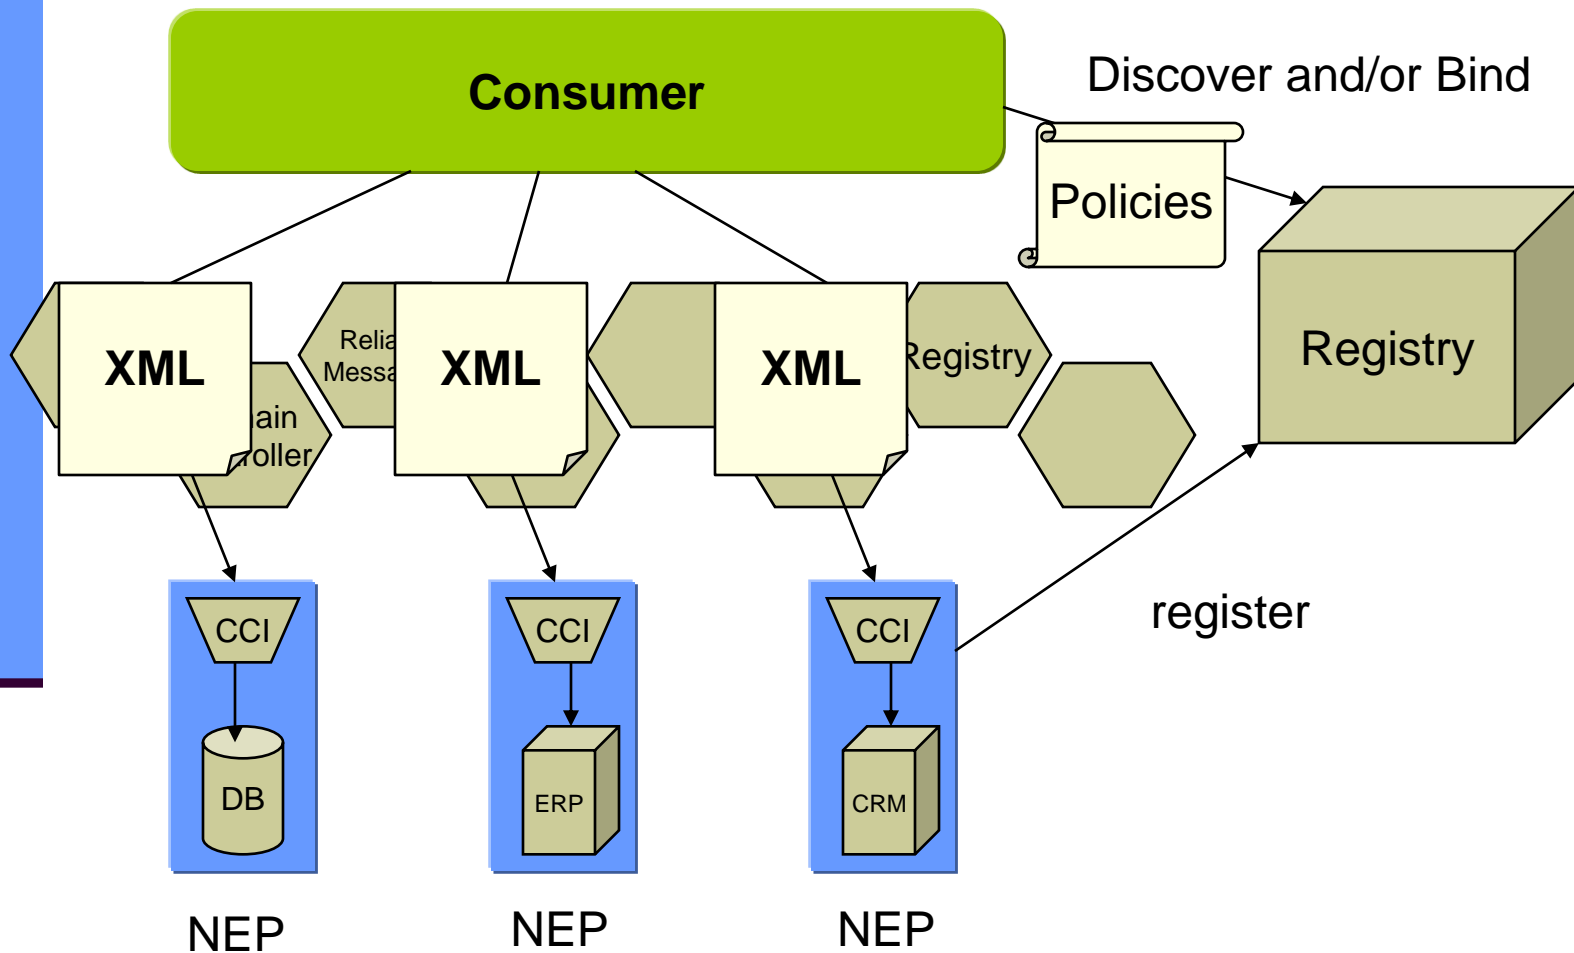 Consumer
Discover and/or Bind
Policies
Registry
XML
XML
XML
Registry
CCI
CCI
CCI
register
DB
ERP
CRM
NEP
NEP
NEP